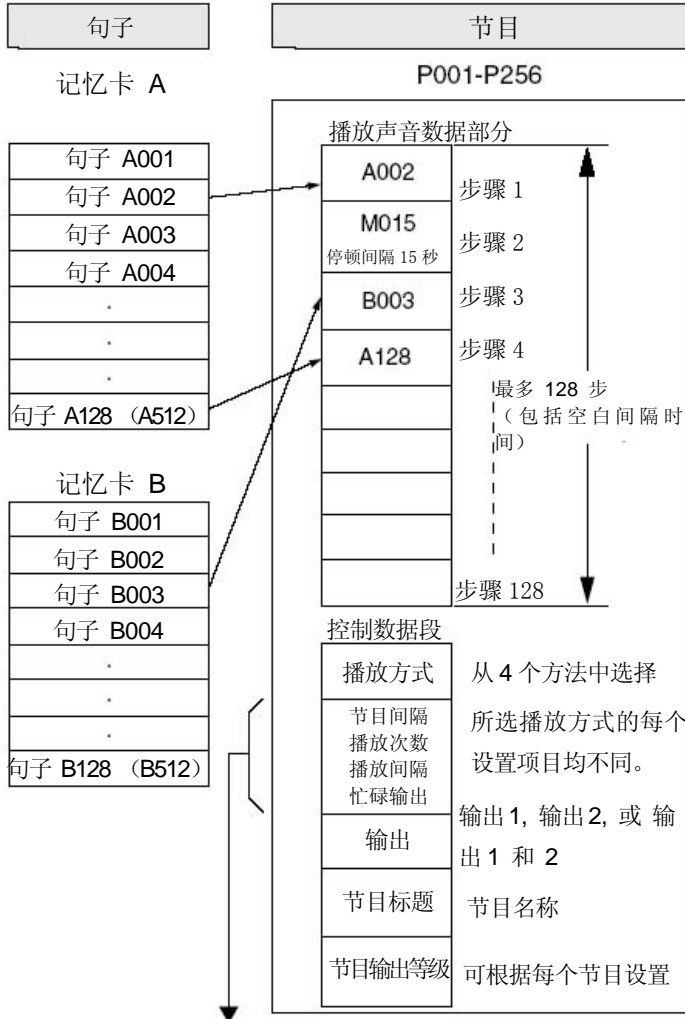 句子
节目
记忆卡 A
P001-P256
句子 A001
句子 A002
句子 A003
句子 A004
.
.
.
句子 A128 （A512）
记忆卡 B
句子 B001
句子 B002
句子 B003
句子 B004
.
.
.
句子 B128 （B512）
播放声音数据部分
A002
步骤 1
M015
停顿间隔 15 秒
步骤 2
B003
步骤 3
A128
步骤 4
最多 128 步
（包括空白间隔时
间）
步骤 128
控制数据段
播放方式
从 4 个方法中选择
节目间隔
播放次数
播放间隔
忙碌输出
所选播放方式的每个
设置项目均不同。
输出
输出 1, 输出 2, 或 输
出 1 和 2
节目标题
节目名称
节目输出等级
可根据每个节目设置